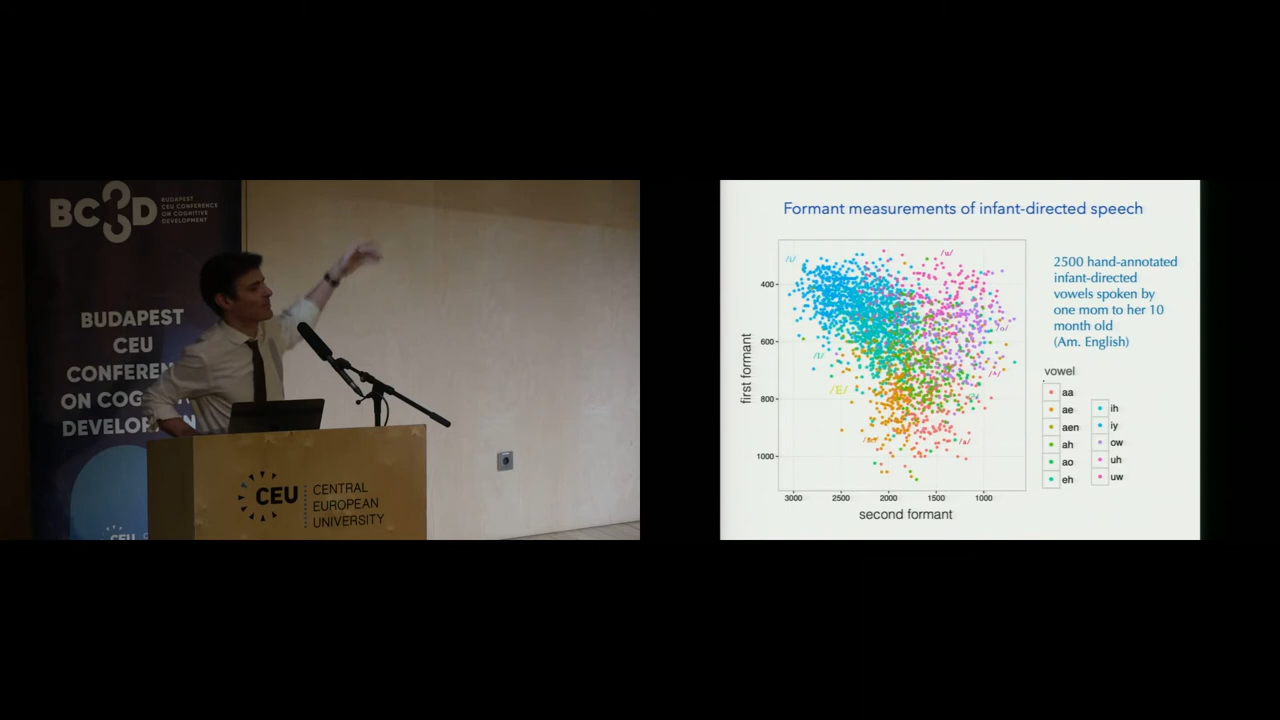 BC3D
BUDAPEST
CEU CONFERENCE
ON COGNITIVE
DEVELOPMENT
BUDAPEST
CEU
CONFEREN
ON COG
DEVELO
CEU
CEU
CENTRAL
EUROPEAN
UNIVERSITY
Formant measurements of infant-directed speech
/i/
/u/
/o/
/I/
/E/
/ʌ/
/a/
400
600
800
1000
first formant
3000 2500 2000 1500 1000
second formant
2500 hand-annotated
infant-directed
vowels spoken by
one mom to her 10
month old
(Am. English)
vowel
aa
ae
aen
ah
ao
eh
ih
iy
ow
uh
uw